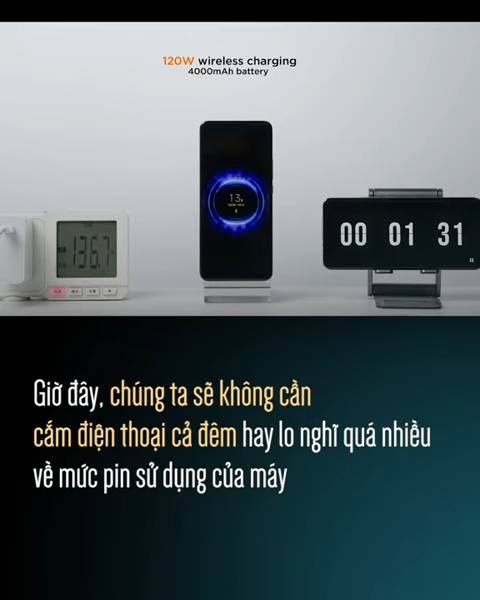 120W wireless charging
4000mAh battery
136.7
13%
00 01 31
Giờ đây, chúng ta sẽ không cần
cắm điện thoại cả đêm hay lo nghĩ quá nhiều
về mức pin sử dụng của máy